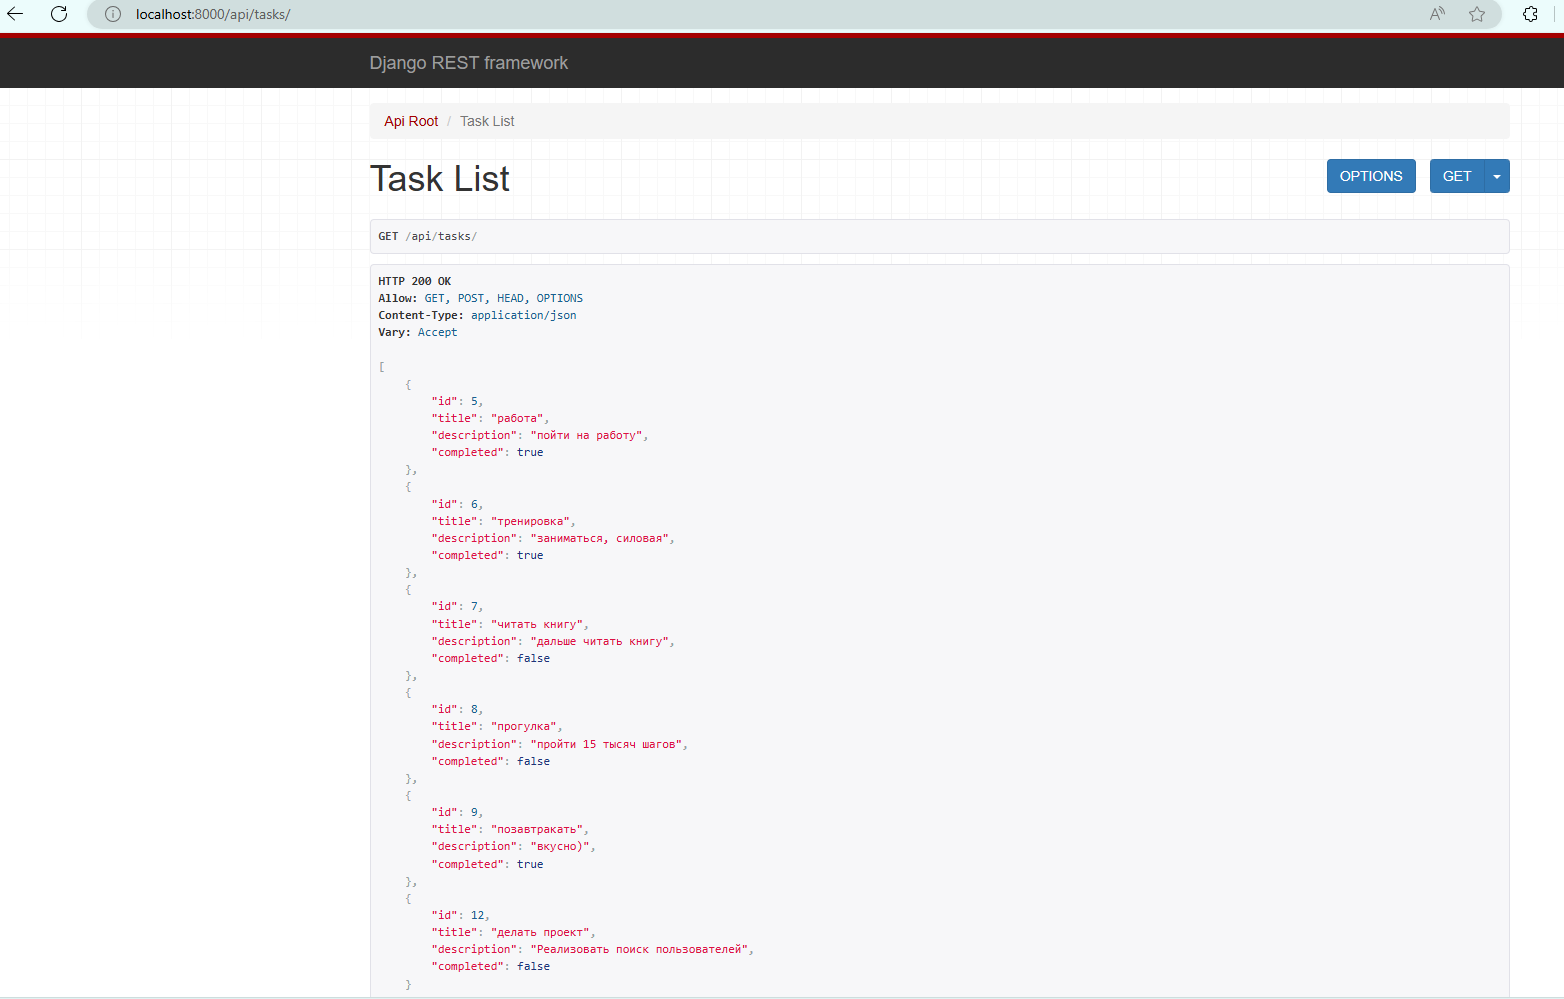 localhost:8000/api/tasks/
Django REST framework
Api Root / Task List
Task List
OPTIONS
GET
GET /api/tasks/
HTTP 200 OK
Allow: GET, POST, HEAD, OPTIONS
Content-Type: application/json
Vary: Accept
[
{
"id": 5,
"title": "работа",
"description": "пойти на работу",
"completed": true
},
{
"id": 6,
"title": "тренировка",
"description": "заниматься, силовая",
"completed": true
},
{
"id": 7,
"title": "читать книгу",
"description": "дальше читать книгу",
"completed": false
},
{
"id": 8,
"title": "прогулка",
"description": "пройти 15 тысяч шагов",
"completed": false
},
{
"id": 9,
"title": "позавтракать",
"description": "вкусно)",
"completed": true
},
{
"id": 12,
"title": "делать проект",
"description": "Реализовать поиск пользователей",
"completed": false
}